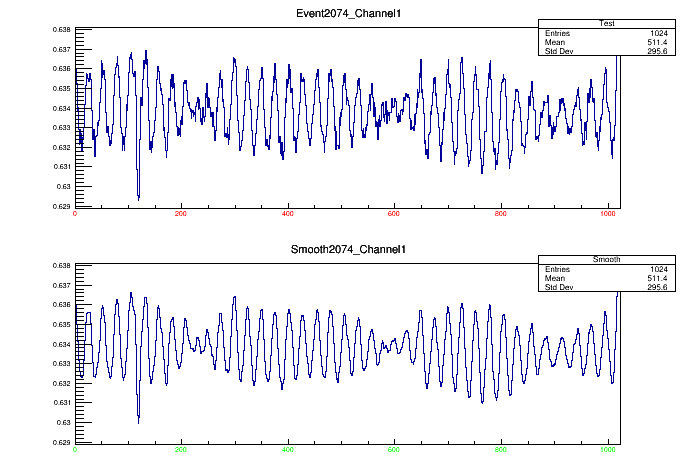 Event2074_Channel1
Test
Entries 1024
Mean 511.4
Std Dev 295.6
0.638
0.637
0.636
0.635
0.634
0.633
0.632
0.631
0.63
0.629
0 200 400 600 800 1000
Smooth2074_Channel1
Smooth
Entries 1024
Mean 511.4
Std Dev 295.6
0.638
0.637
0.636
0.635
0.634
0.633
0.632
0.631
0.63
0.629
0 200 400 600 800 1000